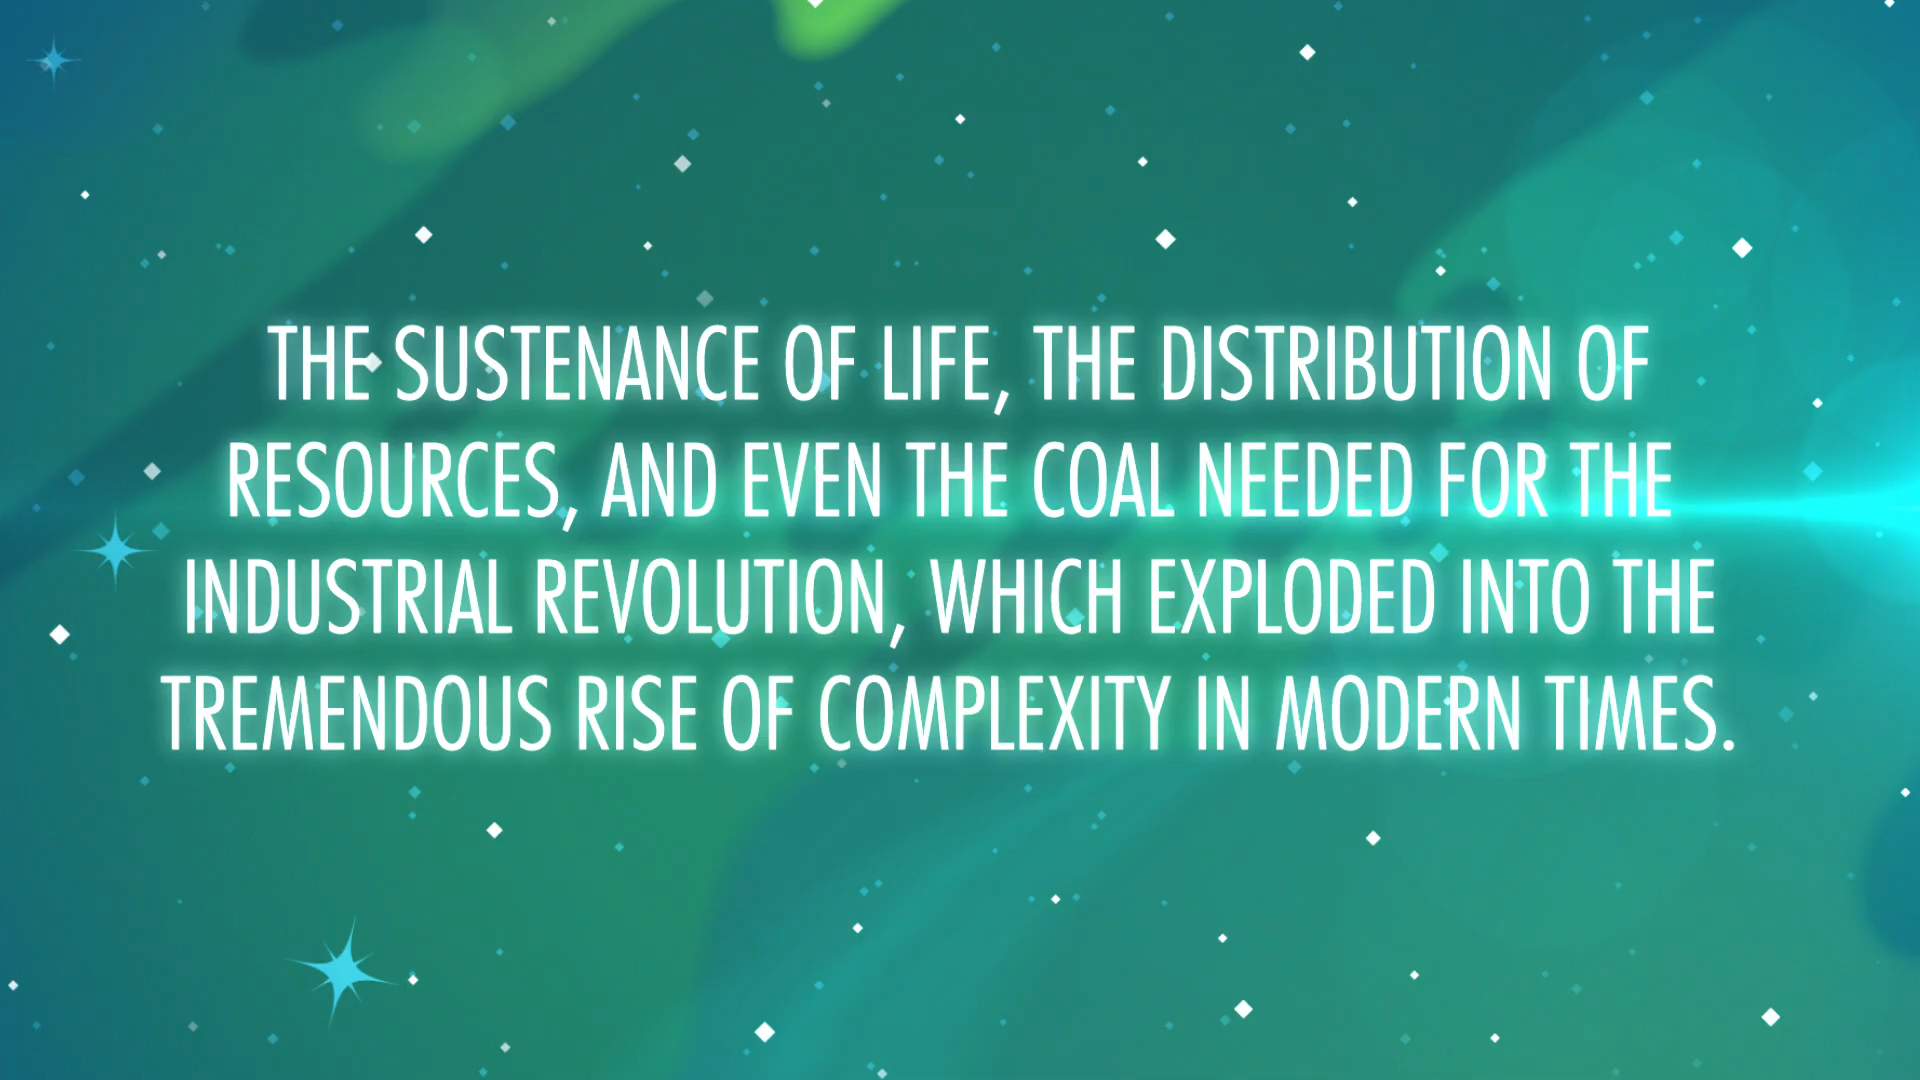 THE SUSTENANCE OF LIFE, THE DISTRIBUTION OF
RESOURCES, AND EVEN THE COAL NEEDED FOR THE
INDUSTRIAL REVOLUTION, WHICH EXPLODED INTO THE
TREMENDOUS RISE OF COMPLEXITY IN MODERN TIMES.